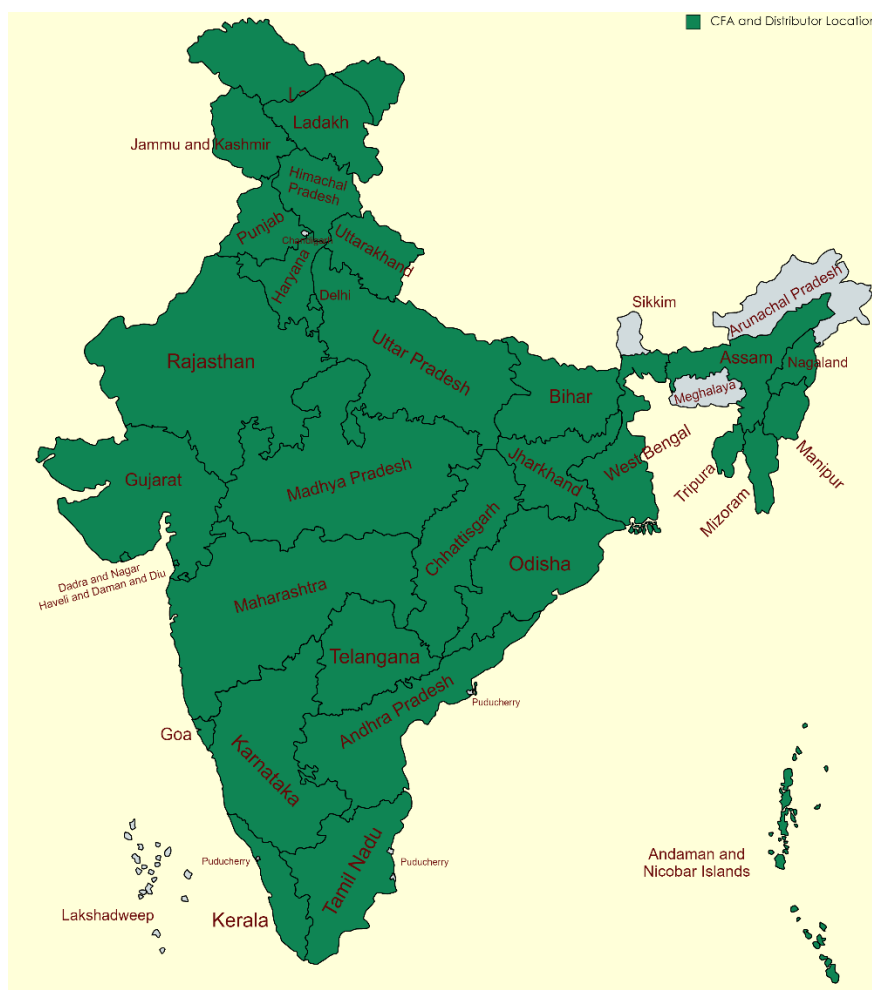 CFA and Distributor Location
Ladakh
Jammu and Kashmir
Himachal
Pradesh
Punjab
Chandigarh
Uttarakhand
Haryana
Delhi
Sikkim
Arunachal Pradesh
Rajasthan
Uttar Pradesh
Bihar
Assam
Nagaland
Meghalaya
Gujarat
Madhya Pradesh
Jharkhand
West Bengal
Tripura
Mizoram
Manipur
Chhattisgarh
Odisha
Dadra and Nagar
Haveli and Daman and Diu
Maharashtra
Telangana
Andhra Pradesh
Puducherry
Goa
Karnataka
Puducherry
Tamil Nadu
Puducherry
Andaman and
Nicobar Islands
Lakshadweep
Kerala